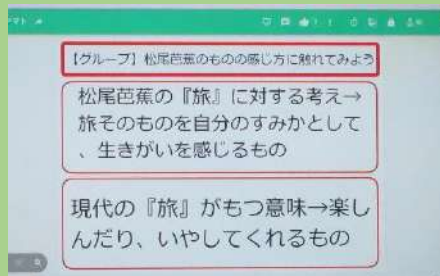 【グループ】松尾芭蕉のものの感じ方に触れてみよう
松尾芭蕉の『旅』に対する考え→
旅そのものを自分のすみかとして
、生きがいを感じるもの
現代の『旅』がもつ意味→楽し
んだり、いやしてくれるもの